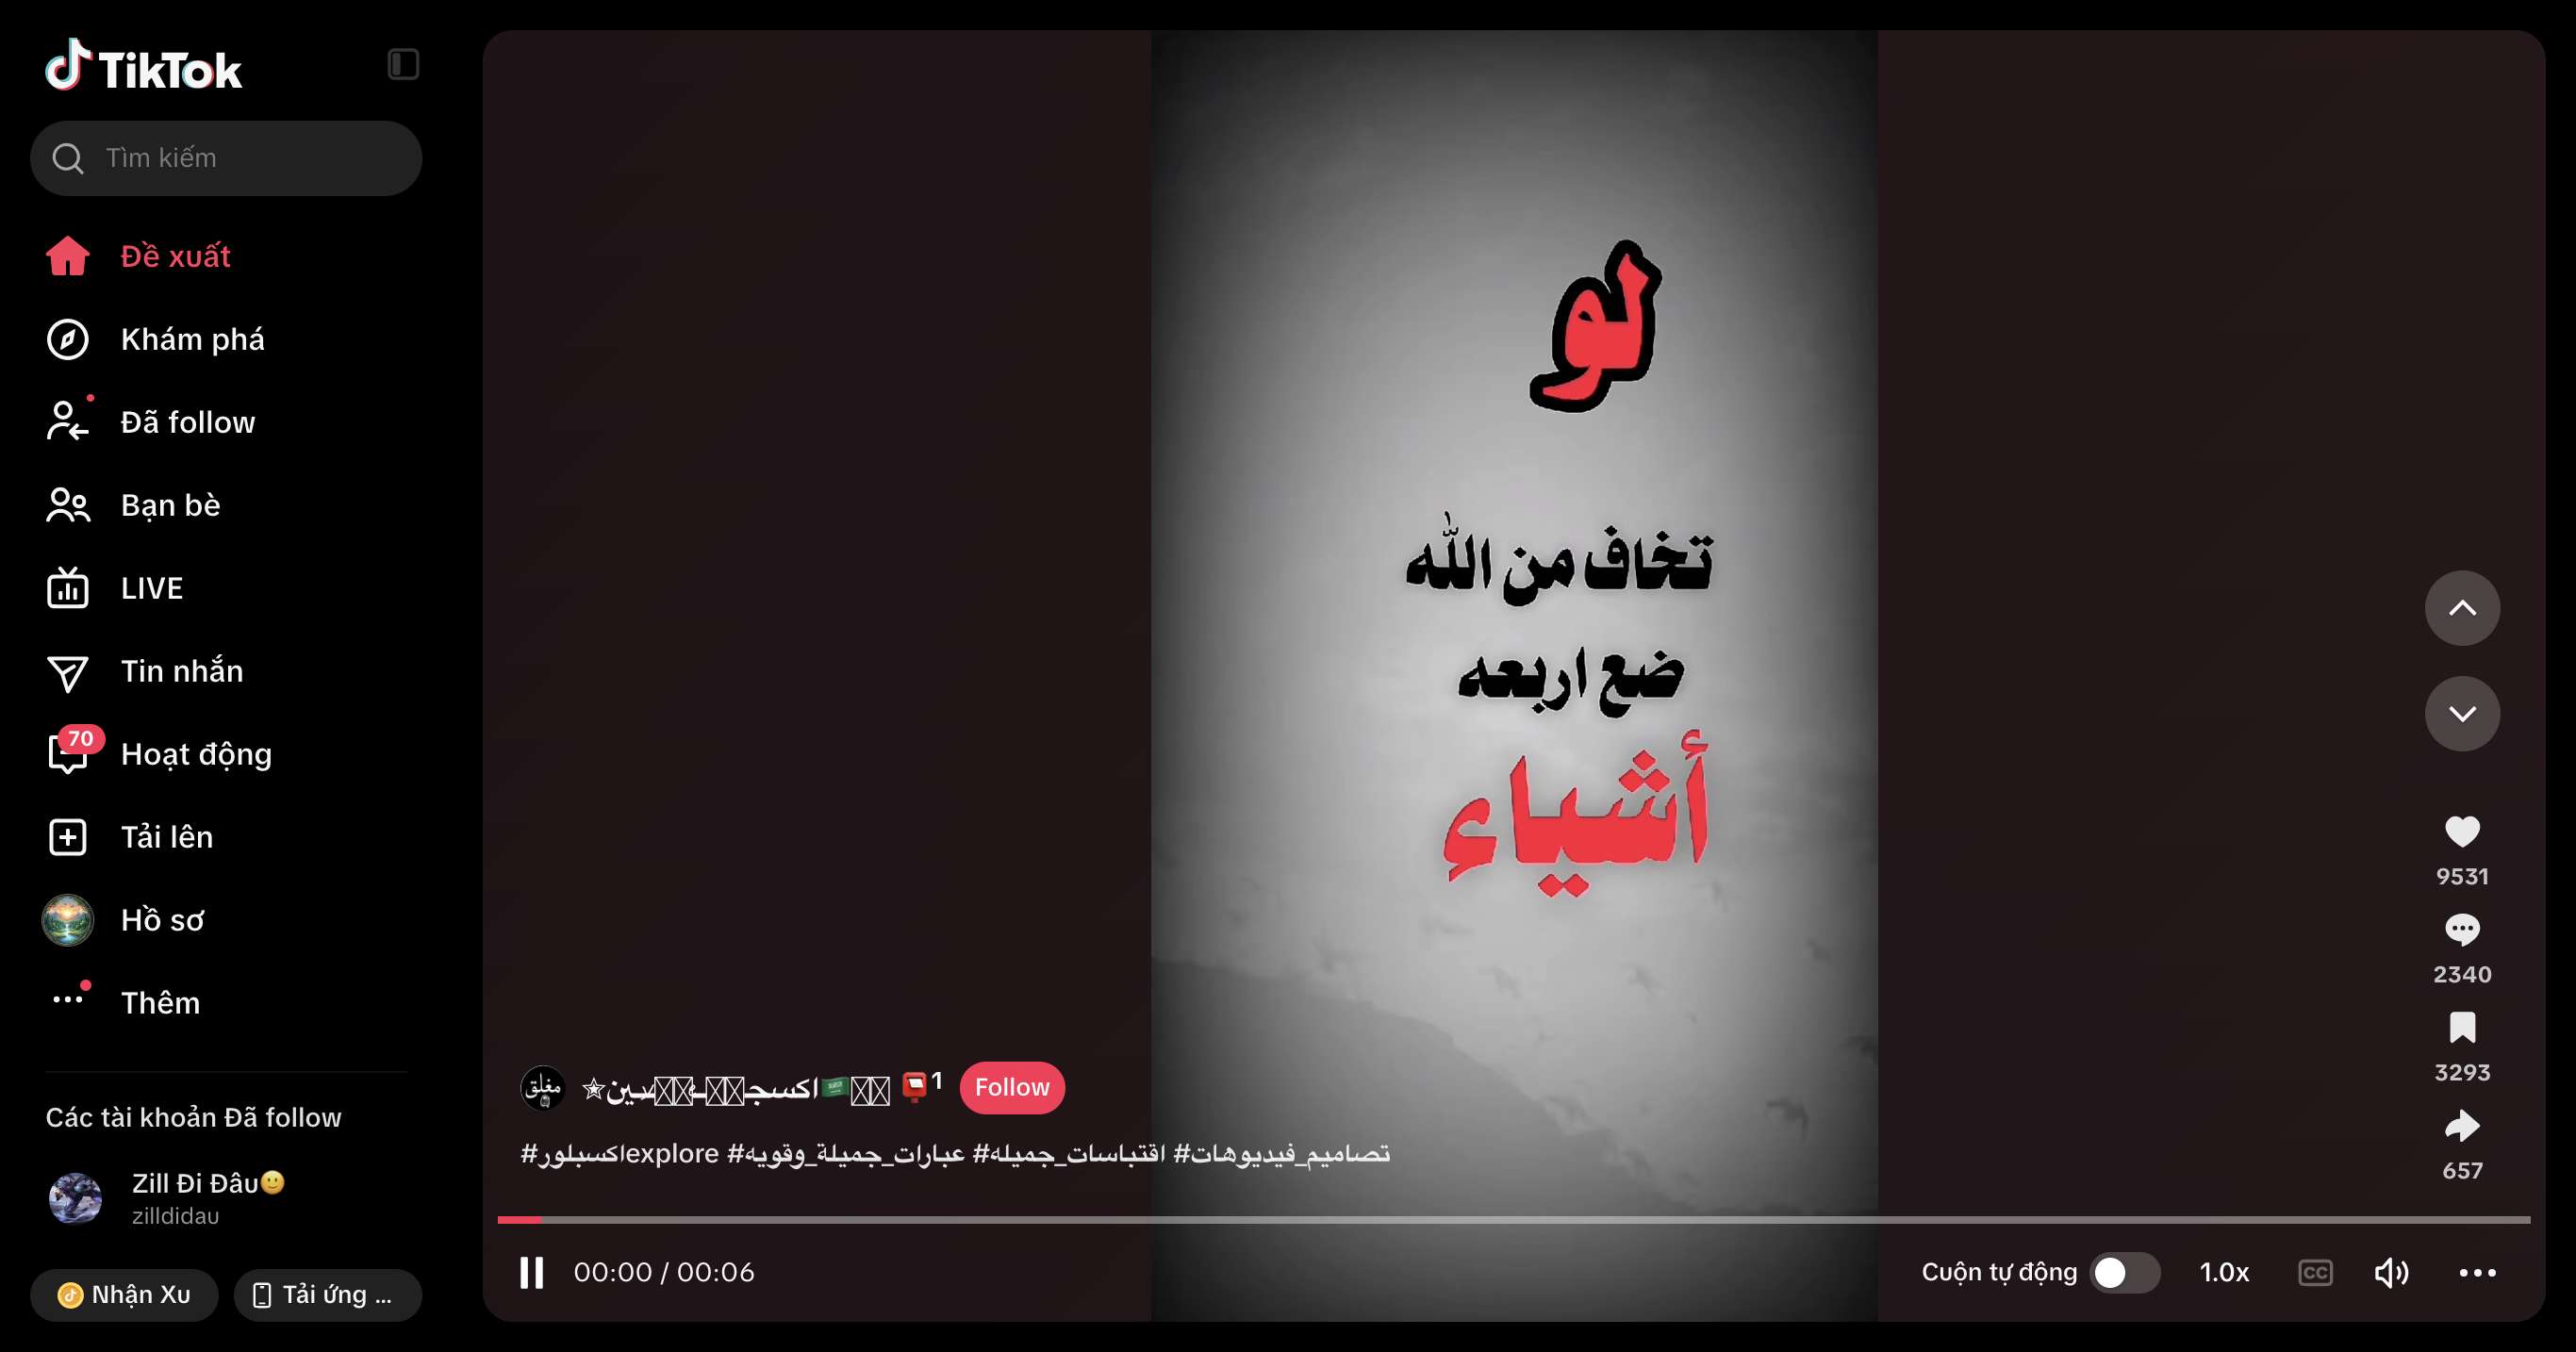 TikTok
Tìm kiếm
Đề xuất
Khám phá
Đã follow
Bạn bè
LIVE
Tin nhắn
70
Hoạt động
Tải lên
Hồ sơ
Thêm
Các tài khoản Đã follow
Zill Đi Đâu🙂
zilldidau
Nhận Xu
Tải ứng ...
لو
تخاف من الله
ضع اربعه
أشياء
9531
2340
3293
657
مغلق
Follow
#اكسبلورexplore #عبارات_جميلة_وقويه #اقتباسات_جميله #تصاميم_فيديوهات
00:00 / 00:06
Cuộn tự động
1.0x
CC